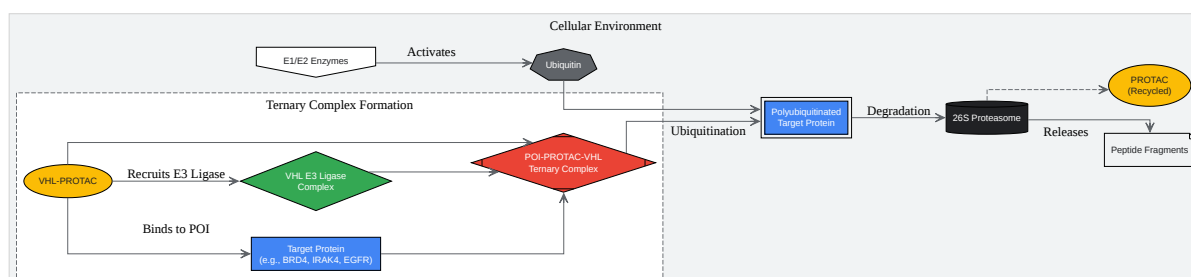 Cellular Environment
E1/E2 Enzymes
Activates
Ubiquitin
PROTAC
(Recycled)
Ternary Complex Formation
Polyubiquitinated
Target Protein
Degradation
26S Proteasome
Ubiquitination
Releases
Peptide Fragments
POI-PROTAC-VHL
Ternary Complex
VHL-PROTAC
Recruits E3 Ligase
VHL E3 Ligase
Complex
Binds to POI
Target Protein
(e.g., BRD4, IRAK4, EGFR)